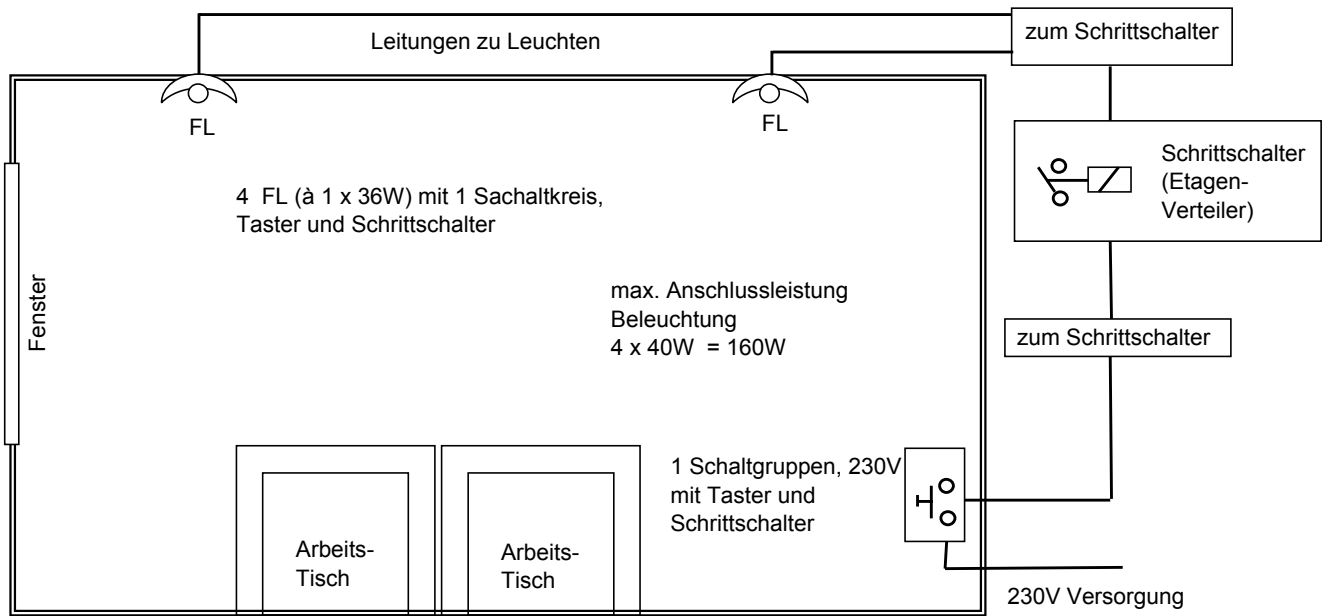 Leitungen zu Leuchten
zum Schrittschalter
FL
FL
Schrittschalter
(Etagen-
Verteiler)
4 FL (à 1 x 36W) mit 1 Sachaltkreis,
Taster und Schrittschalter
Fenster
max. Anschlussleistung
Beleuchtung
4 x 40W = 160W
zum Schrittschalter
1 Schaltgruppen, 230V
mit Taster und
Schrittschalter
Arbeits-
Tisch
Arbeits-
Tisch
230V Versorgung